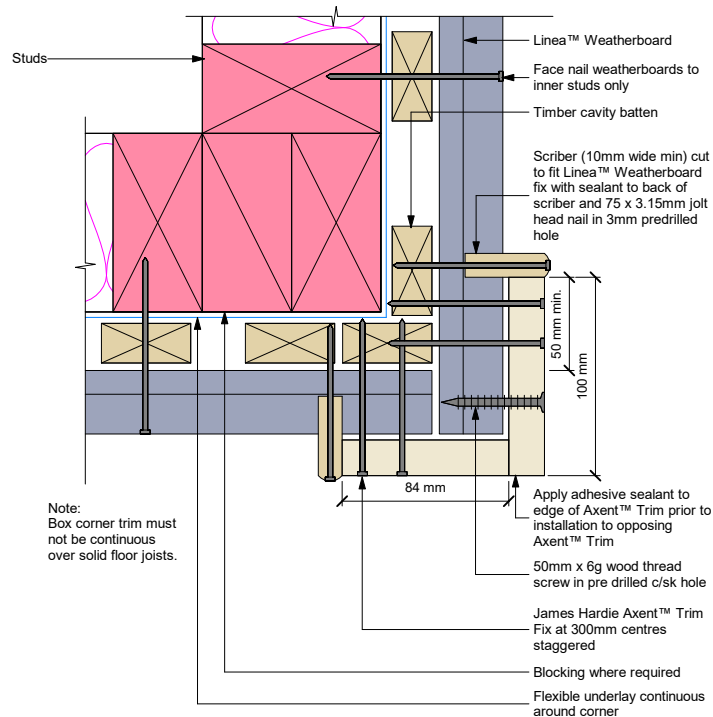 Studs
Linea™ Weatherboard
Face nail weatherboards to
inner studs only
Timber cavity batten
Scriber (10mm wide min) cut
to fit Linea™ Weatherboard
fix with sealant to back of
scriber and 75 x 3.15mm jolt
head nail in 3mm predrilled
hole
50 mm min.
100 mm
84 mm
Note:
Box corner trim must
not be continuous
over solid floor joists.
Apply adhesive sealant to
edge of Axent™ Trim prior to
installation to opposing
Axent™ Trim
50mm x 6g wood thread
screw in pre drilled c/sk hole
James Hardie Axent™ Trim
Fix at 300mm centres
staggered
Blocking where required
Flexible underlay continuous
around corner